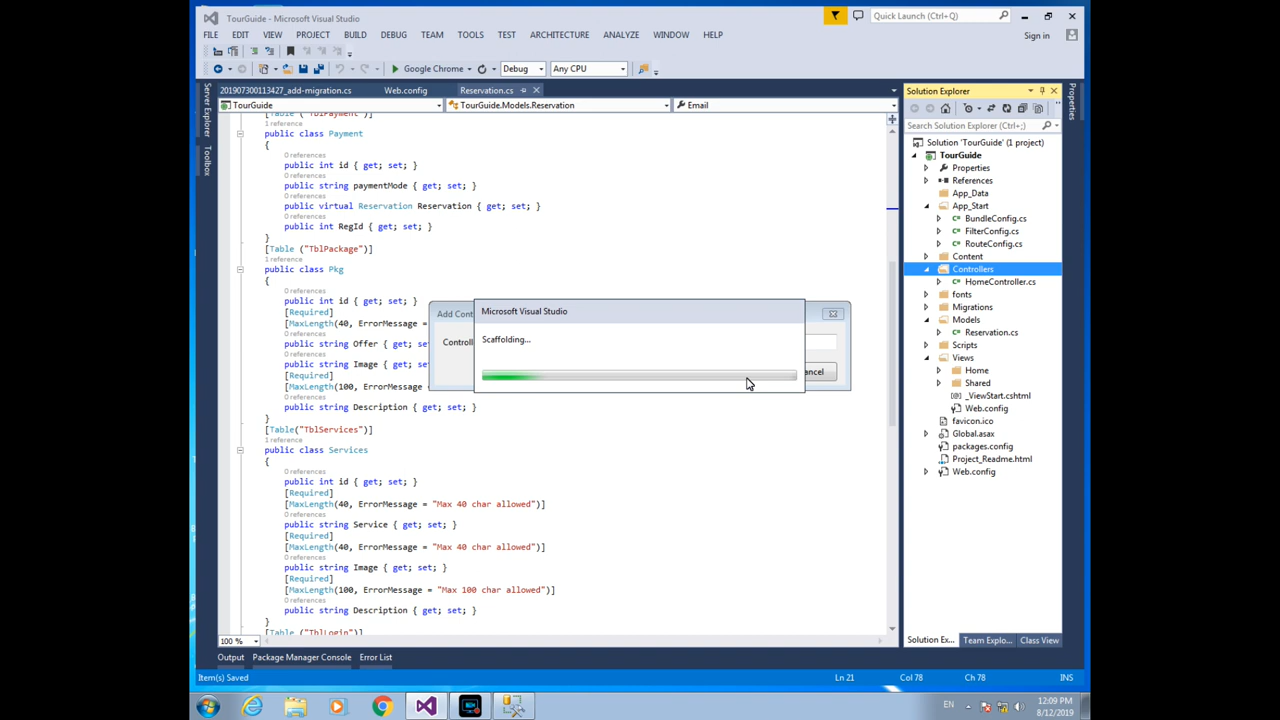 TourGuide - Microsoft Visual Studio
Quick Launch (Ctrl+Q)
FILE EDIT VIEW PROJECT BUILD DEBUG TEAM TOOLS TEST ARCHITECTURE ANALYZE WINDOW HELP
Sign in
Google Chrome Debug Any CPU
201907300113427_add-migration.cs Web.config Reservation.cs
TourGuide TourGuide.Models.Reservation Email
Server Explorer
Toolbox
1 reference
public class Payment
{
0 references
public int id { get; set; }
0 references
public string paymentMode { get; set; }
0 references
public virtual Reservation Reservation { get; set; }
0 references
public int RegId { get; set; }
}
[Table ("TblPackage")]
1 reference
public class Pkg
{
0 references
public int id { get; set; }
[Required]
[MaxLength(40, ErrorMessage =
0 references
public string Offer { get; se
0 references
public string Image { get; se
[Required]
[MaxLength(100, ErrorMessage
0 references
public string Description { get; set; }
}
[Table("TblServices")]
1 reference
public class Services
{
0 references
public int id { get; set; }
[Required]
[MaxLength(40, ErrorMessage = "Max 40 char allowed")]
0 references
public string Service { get; set; }
[Required]
[MaxLength(40, ErrorMessage = "Max 40 char allowed")]
0 references
public string Image { get; set; }
[Required]
[MaxLength(100, ErrorMessage = "Max 100 char allowed")]
0 references
public string Description { get; set; }
}
[Table ("TblLogin")]
100 %
Add Cont
Controll
ancel
Microsoft Visual Studio
Scaffolding...
Solution Explorer
Search Solution Explorer (Ctrl+;)
Solution 'TourGuide' (1 project)
TourGuide
Properties
References
App_Data
App_Start
BundleConfig.cs
FilterConfig.cs
RouteConfig.cs
Content
Controllers
HomeController.cs
fonts
Migrations
Models
Reservation.cs
Scripts
Views
Home
Shared
_ViewStart.cshtml
Web.config
favicon.ico
Global.asax
packages.config
Project_Readme.html
Web.config
Solution Ex... Team Explo... Class View
Properties
Output Package Manager Console Error List
Item(s) Saved Ln 21 Col 78 Ch 78 INS
EN
12:09 PM
8/12/2019